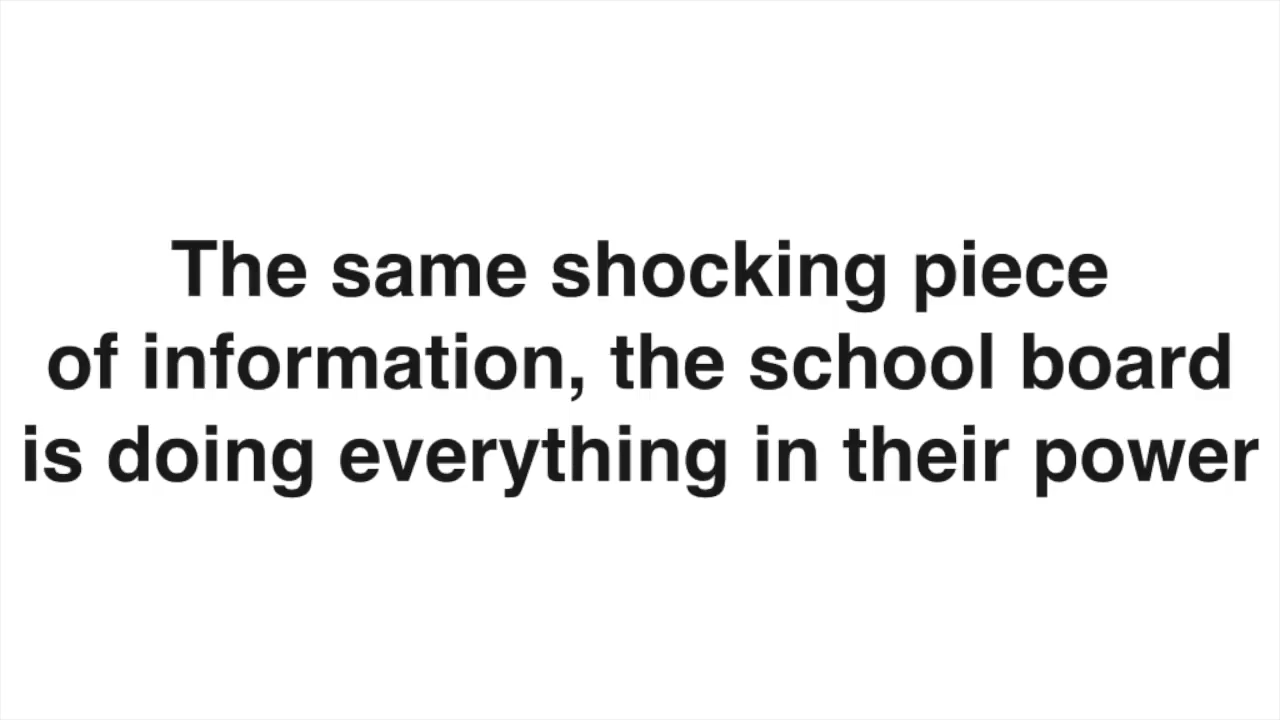 The same shocking piece
of information, the school board
is doing everything in their power